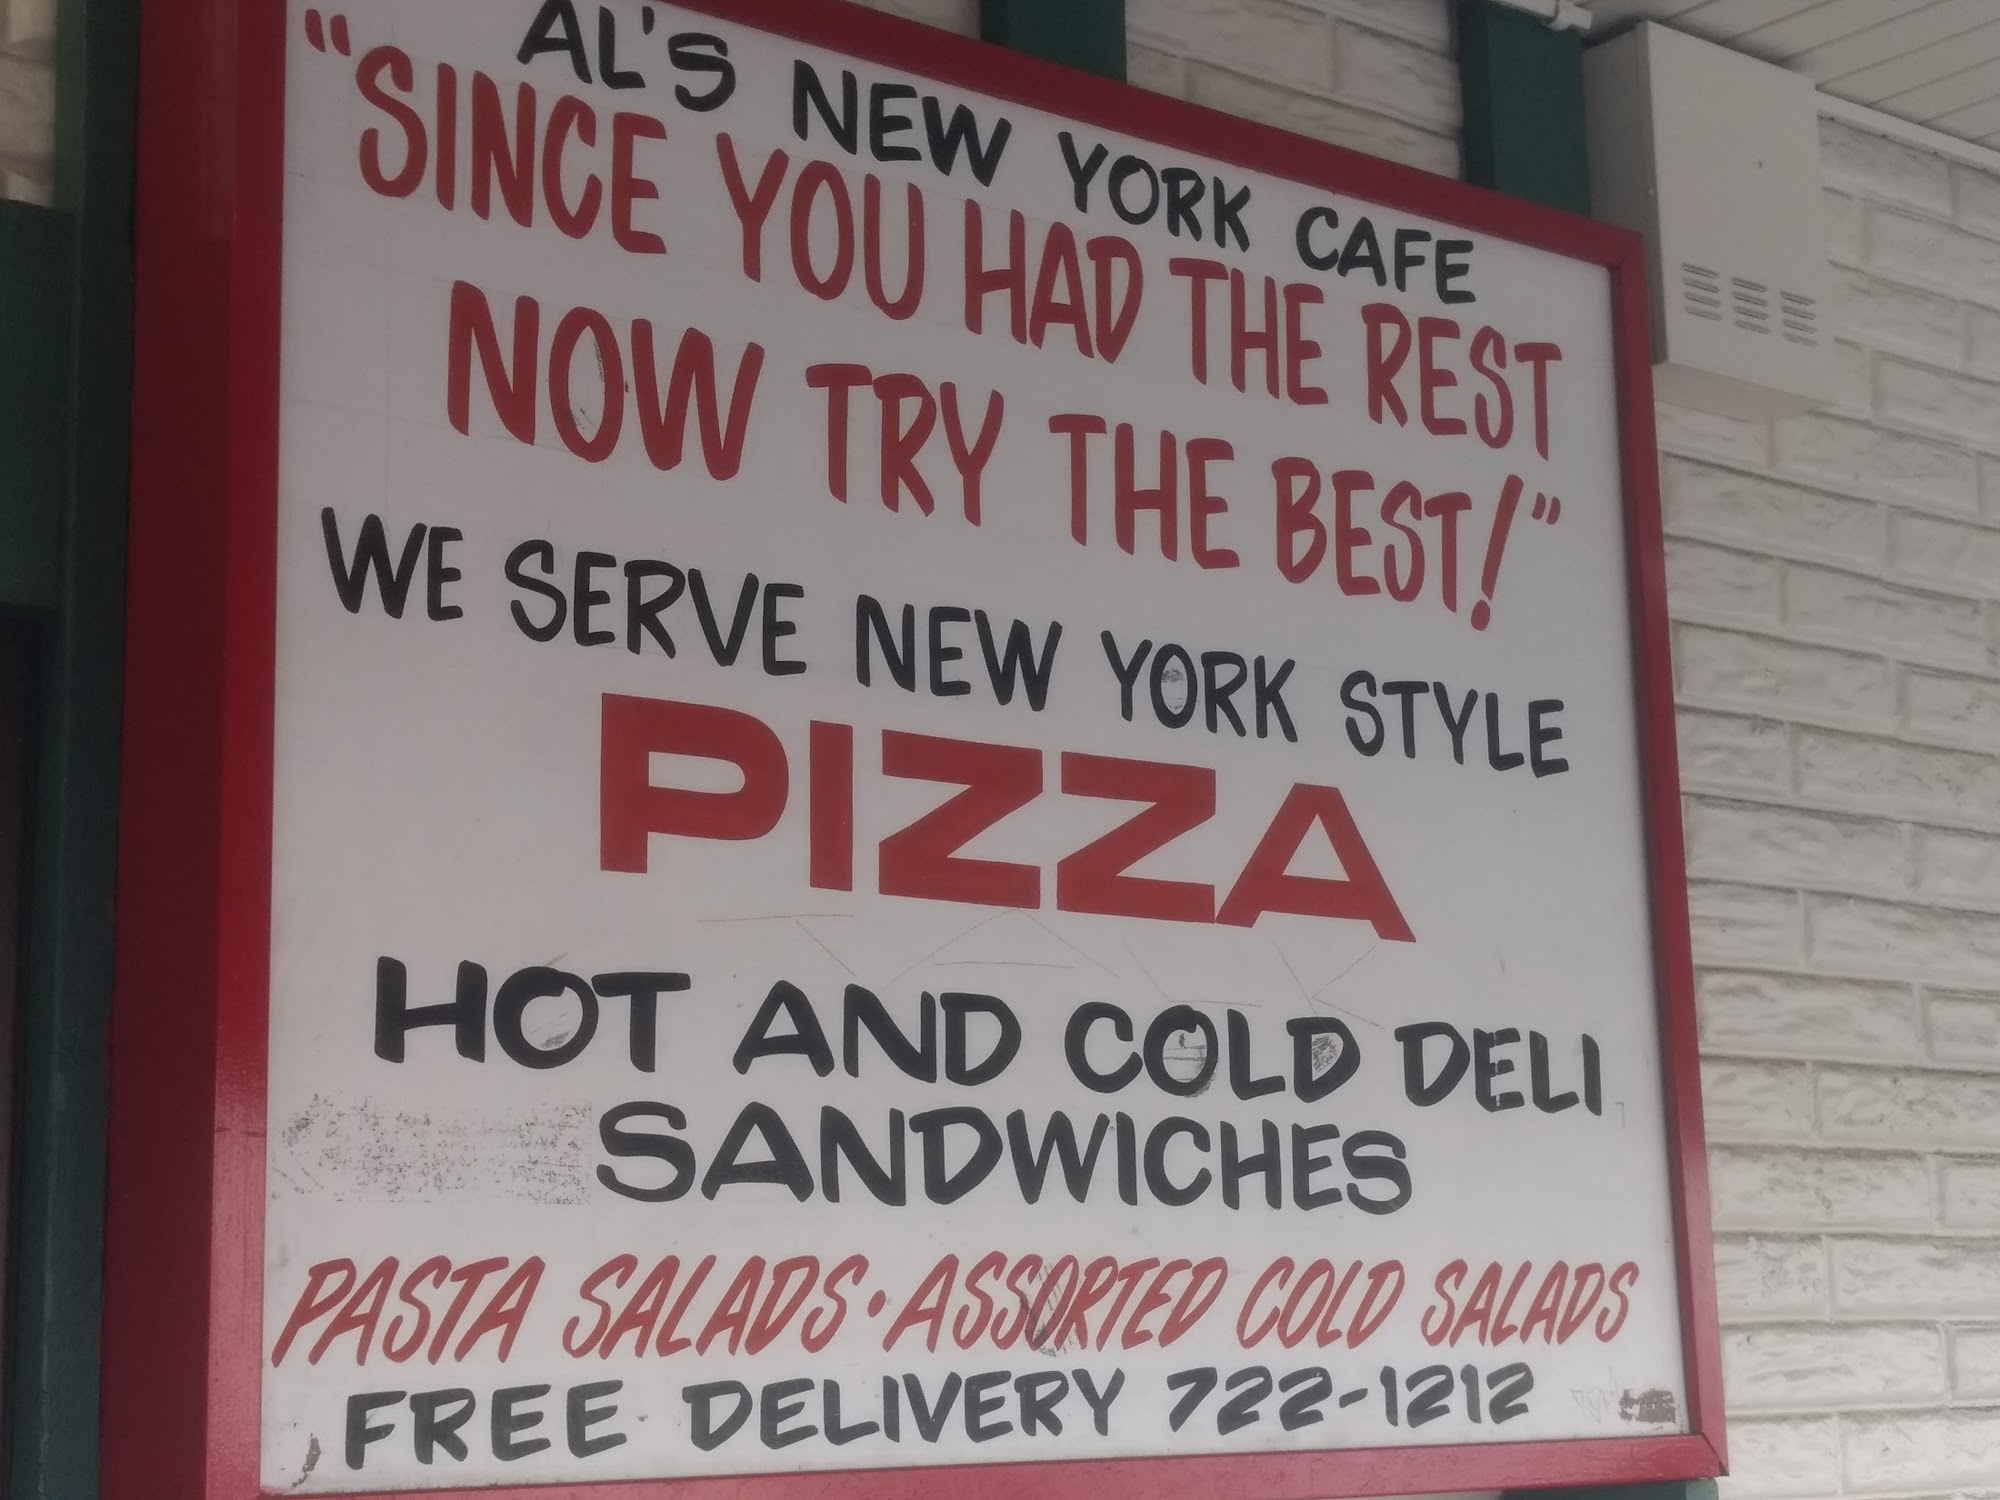 AL'S NEW YORK CAFE
"SINCE YOU HAD THE REST
NOW TRY THE BEST!"
WE SERVE NEW YORK STYLE
PIZZA
HOT AND COLD DELI
SANDWICHES
PASTA SALADS • ASSORTED COLD SALADS
FREE DELIVERY 722-1212